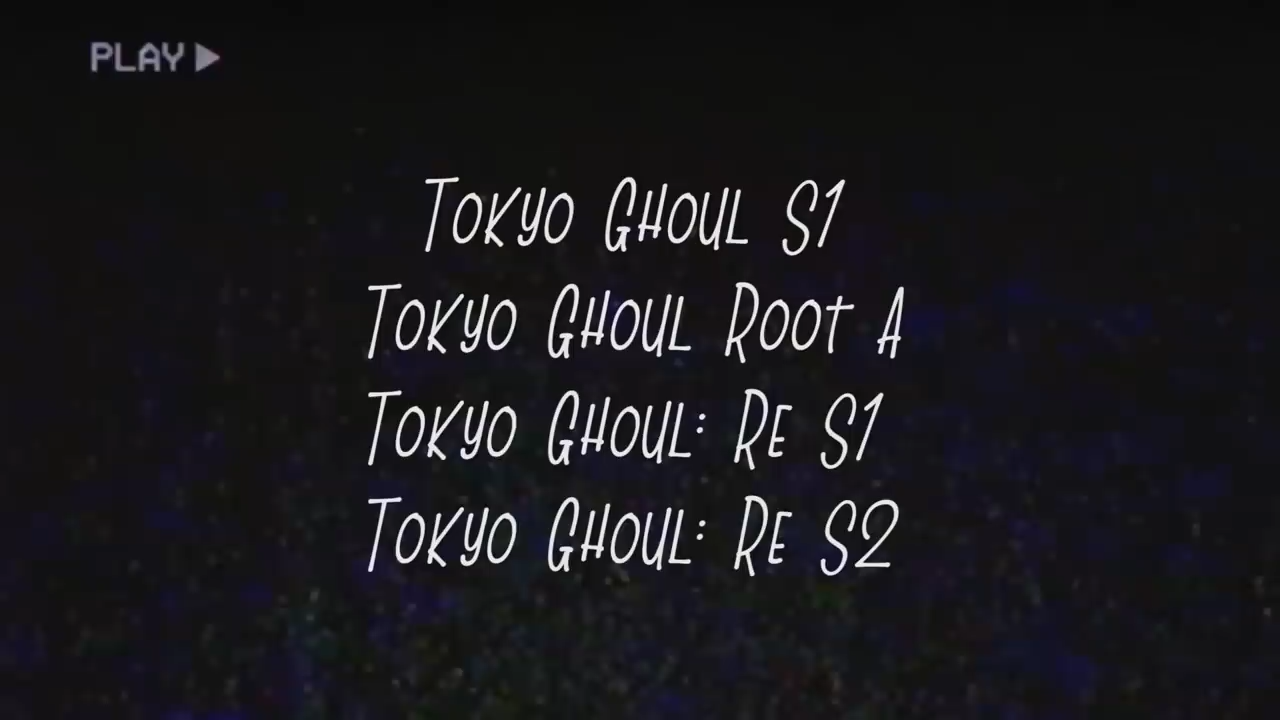 PLAY
Tokyo Ghoul S1
Tokyo Ghoul Root A
Tokyo Ghoul: Re S1
Tokyo Ghoul: Re S2